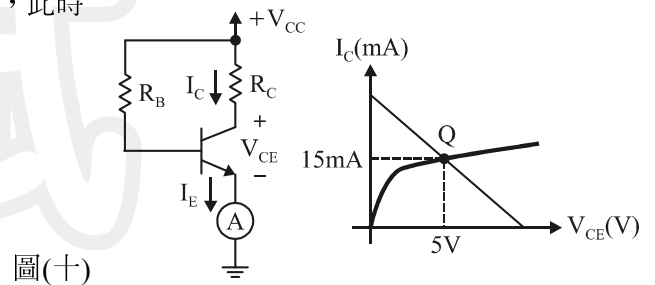 ，此時
+V_CC
I_C(mA)
R_B
I_C
R_C
+
V_CE
−
Q
15mA
I_E
A
5V
V_CE(V)
圖(十)